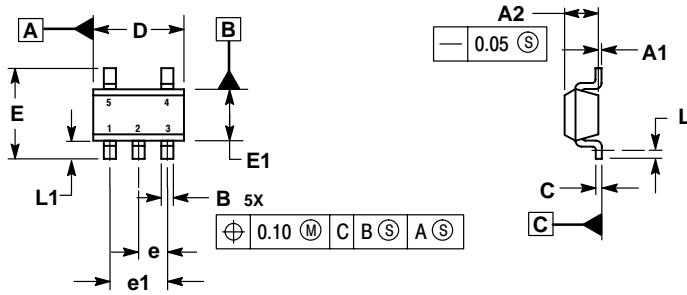 A
D
B
A2
— 0.05 Ⓢ
A1
E
5 4
1 2 3
L
E1
L1
B 5X
C
⌖ 0.10 Ⓜ C B Ⓢ A Ⓢ
C
e
e1